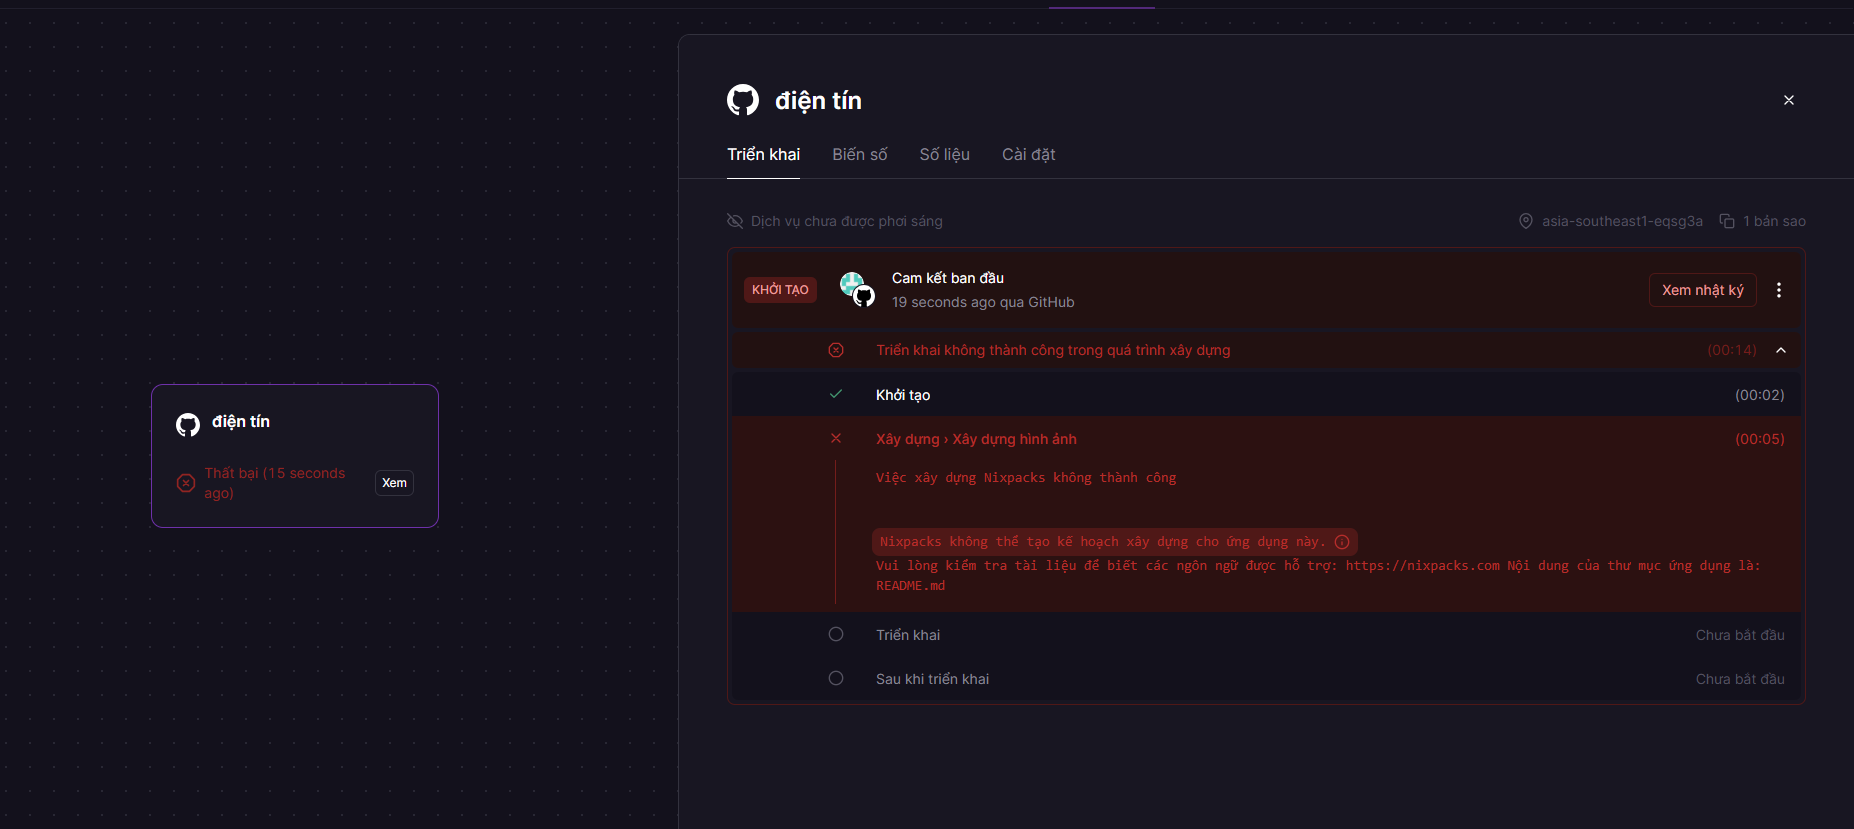 điện tín
Triển khai
Biến số
Số liệu
Cài đặt
Dịch vụ chưa được phơi sáng
asia-southeast1-eqsg3a
1 bản sao
KHỞI TẠO
Cam kết ban đầu
19 seconds ago qua GitHub
Xem nhật ký
Triển khai không thành công trong quá trình xây dựng
(00:14)
Khởi tạo
(00:02)
Xây dựng › Xây dựng hình ảnh
(00:05)
Việc xây dựng Nixpacks không thành công
Nixpacks không thể tạo kế hoạch xây dựng cho ứng dụng này.
Vui lòng kiểm tra tài liệu để biết các ngôn ngữ được hỗ trợ: https://nixpacks.com Nội dung của thư mục ứng dụng là:
README.md
Triển khai
Chưa bắt đầu
Sau khi triển khai
Chưa bắt đầu
điện tín
Thất bại (15 seconds
ago)
Xem